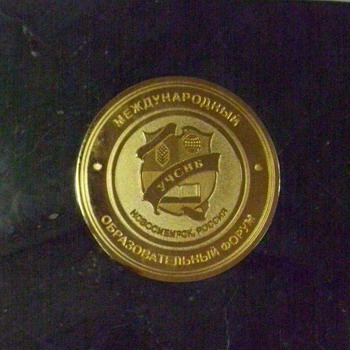 МЕЖДУНАРОДНЫЙ
УЧСИБ
НОВОСИБИРСК, РОССИЯ
ОБРАЗОВАТЕЛЬНЫЙ ФОРУМ